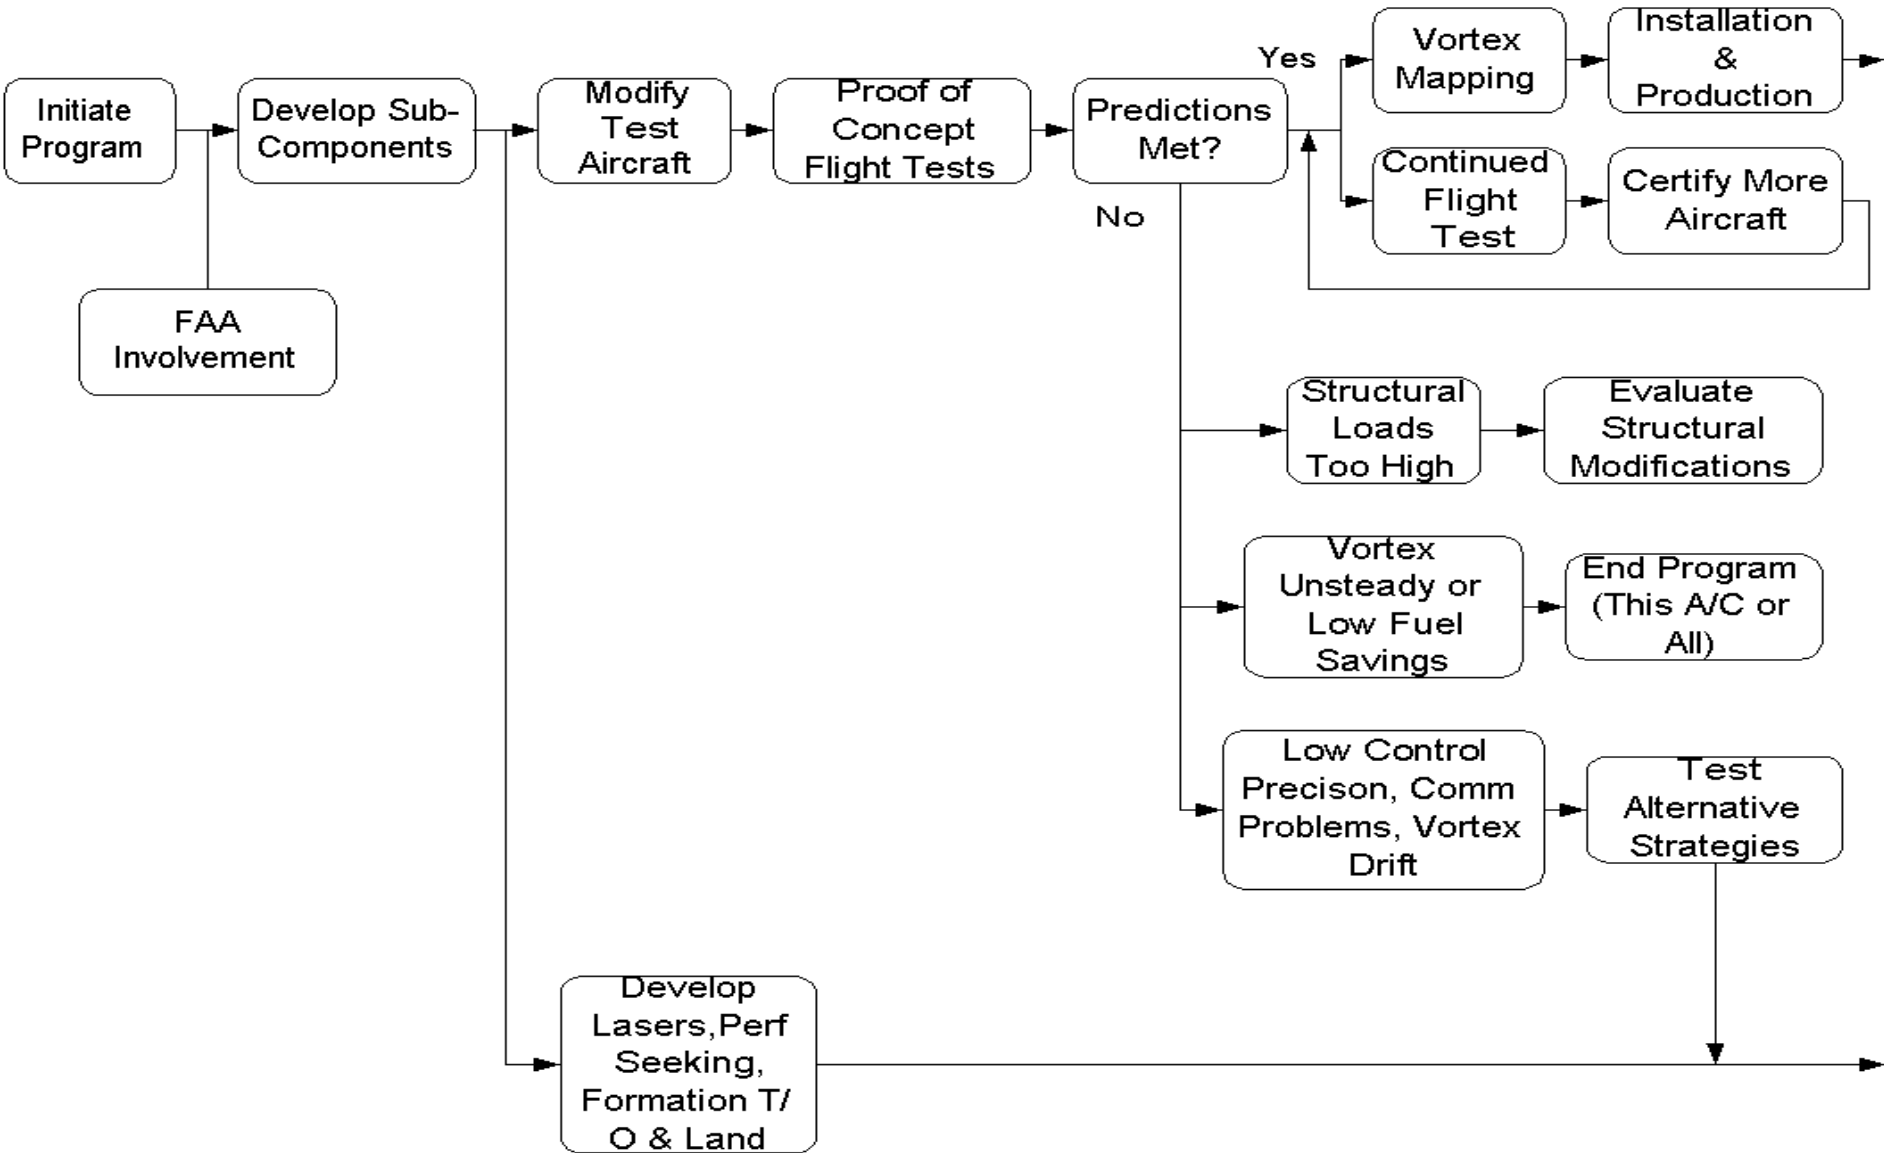 Initiate
Program
FAA
Involvement
Develop Sub-
Components
Modify
Test
Aircraft
Proof of
Concept
Flight Tests
Predictions
Met?
Yes
No
Vortex
Mapping
Installation
&
Production
Continued
Flight
Test
Certify More
Aircraft
Structural
Loads
Too High
Evaluate
Structural
Modifications
Vortex
Unsteady or
Low Fuel
Savings
End Program
(This A/C or
All)
Low Control
Precison, Comm
Problems, Vortex
Drift
Test
Alternative
Strategies
Develop
Lasers,Perf
Seeking,
Formation T/
O & Land